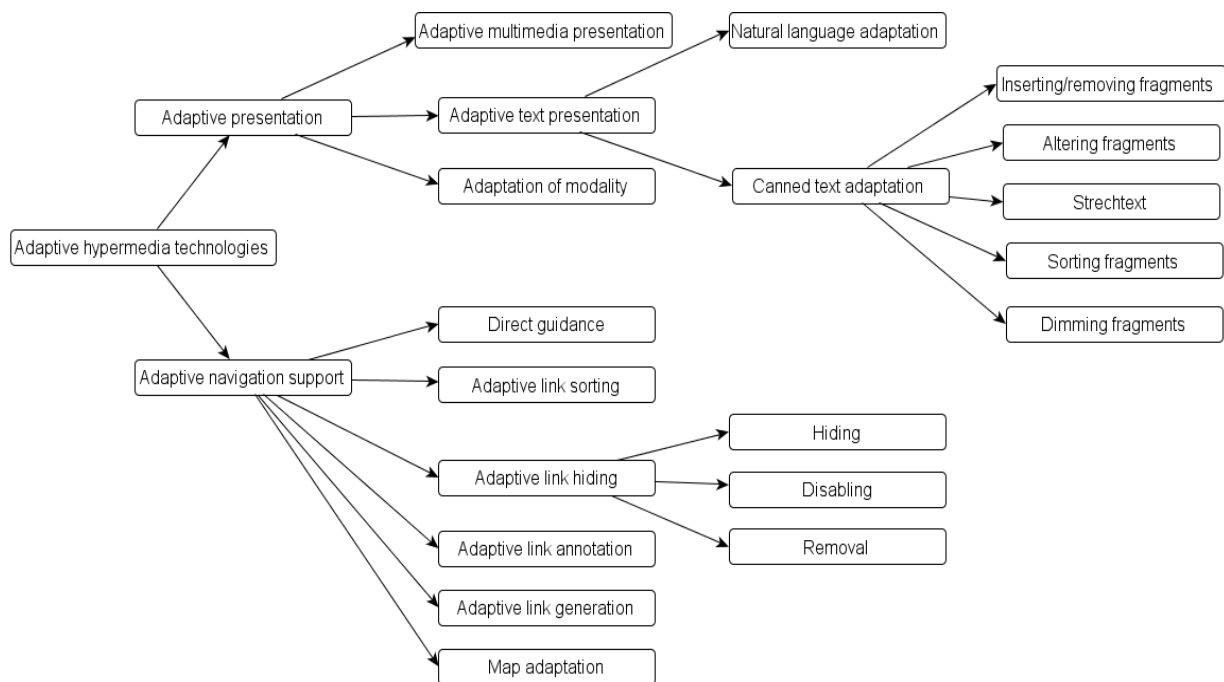 Adaptive multimedia presentation
Natural language adaptation
Inserting/removing fragments
Adaptive presentation
Adaptive text presentation
Altering fragments
Adaptation of modality
Canned text adaptation
Strechtext
Adaptive hypermedia technologies
Sorting fragments
Direct guidance
Dimming fragments
Adaptive navigation support
Adaptive link sorting
Hiding
Adaptive link hiding
Disabling
Removal
Adaptive link annotation
Adaptive link generation
Map adaptation